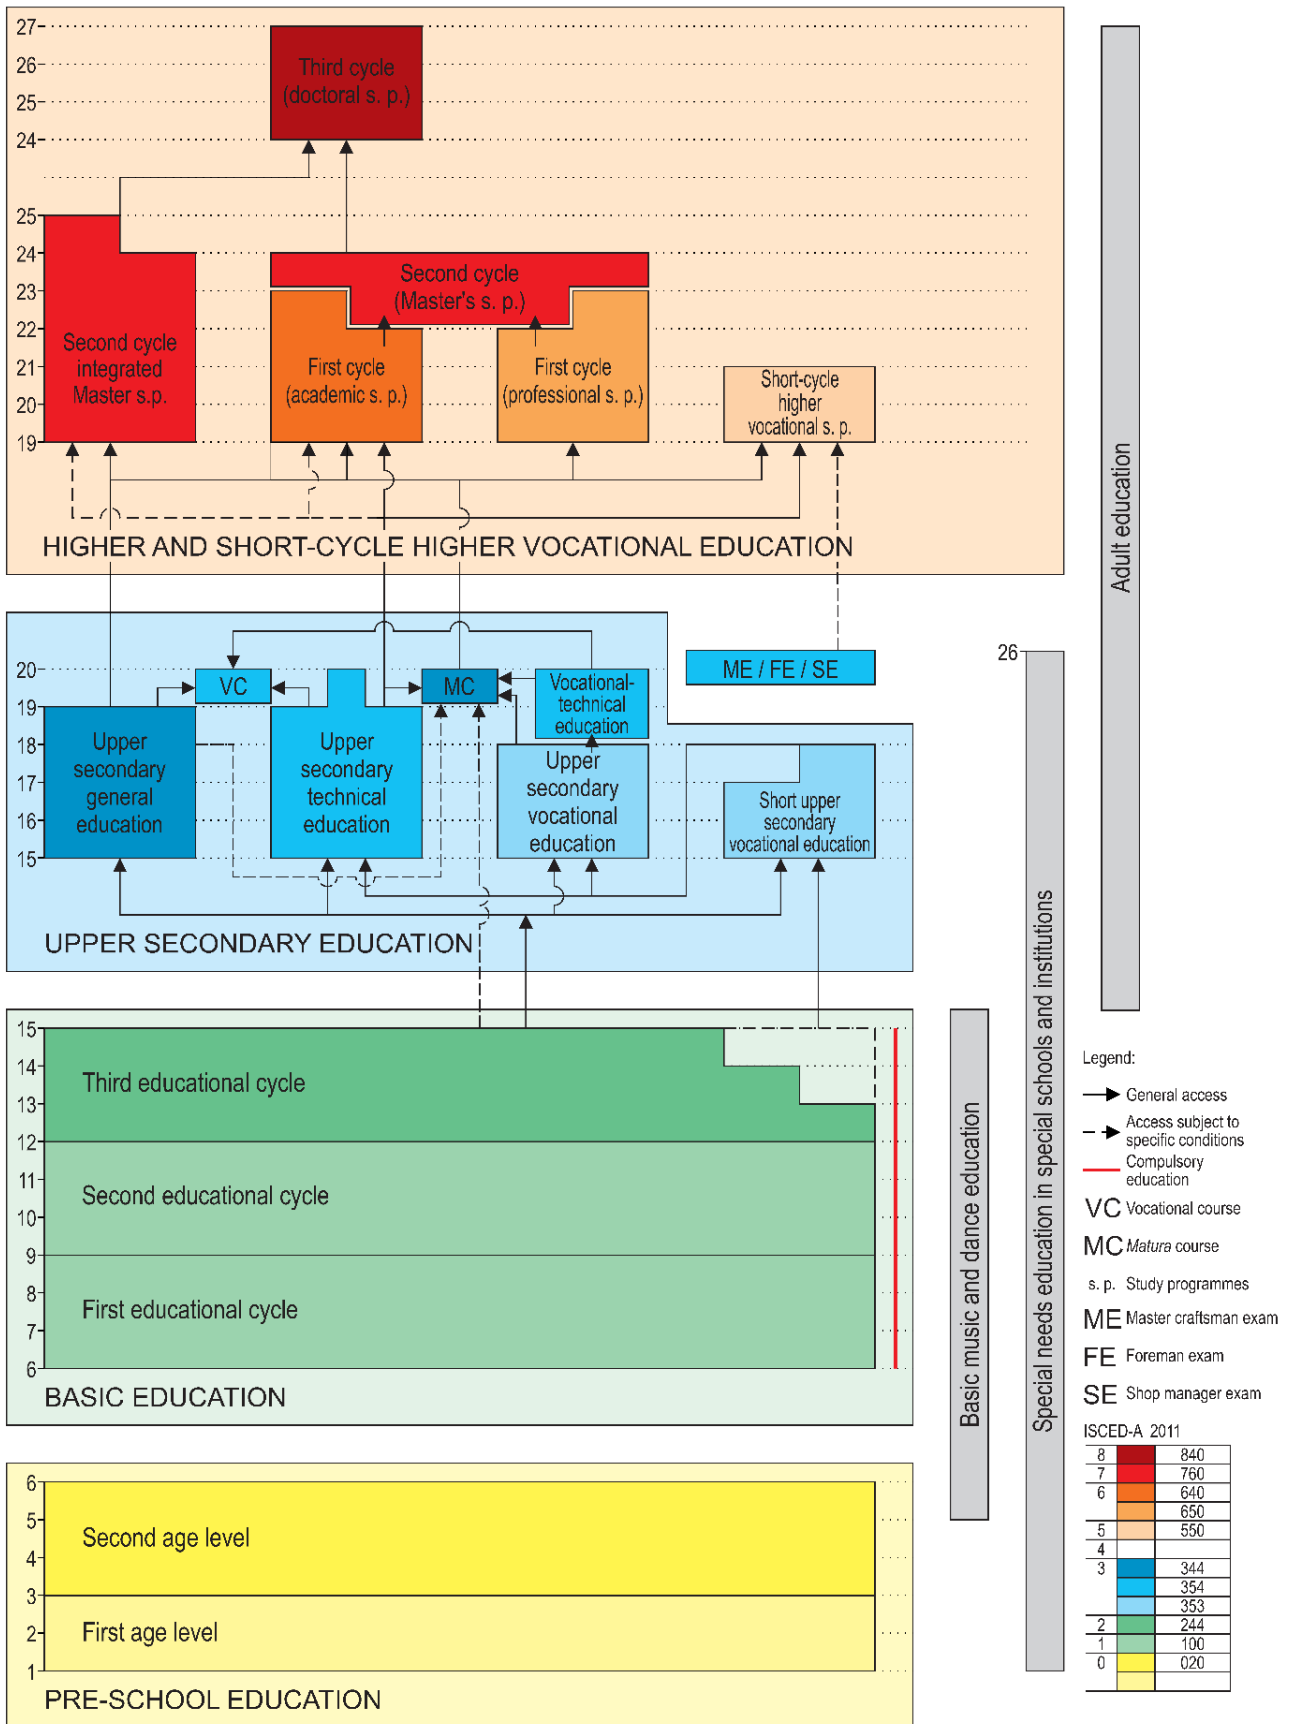 27
26
25
24
25
24
23
22
21
20
19
Third cycle
(doctoral s. p.)
Second cycle
(Master's s. p.)
Second cycle
integrated
Master s.p.
First cycle
(academic s. p.)
First cycle
(professional s. p.)
Short-cycle
higher
vocational s. p.
HIGHER AND SHORT-CYCLE HIGHER VOCATIONAL EDUCATION
20
19
18
17
16
15
VC
MC
Vocational-
technical
education
ME / FE / SE
Upper
secondary
general
education
Upper
secondary
technical
education
Upper
secondary
vocational
education
Short upper
secondary
vocational education
UPPER SECONDARY EDUCATION
15
14
13
12
11
10
9
8
7
6
Third educational cycle
Second educational cycle
First educational cycle
BASIC EDUCATION
6
5
4
3
2
1
Second age level
First age level
PRE-SCHOOL EDUCATION
Basic music and dance education
26
Special needs education in special schools and institutions
Adult education
Legend:
General access
Access subject to
specific conditions
Compulsory
education
VC Vocational course
MC Matura course
s. p. Study programmes
ME Master craftsman exam
FE Foreman exam
SE Shop manager exam
ISCED-A 2011
8 840
7 760
6 640
650
5 550
4
3 344
354
353
2 244
1 100
0 020